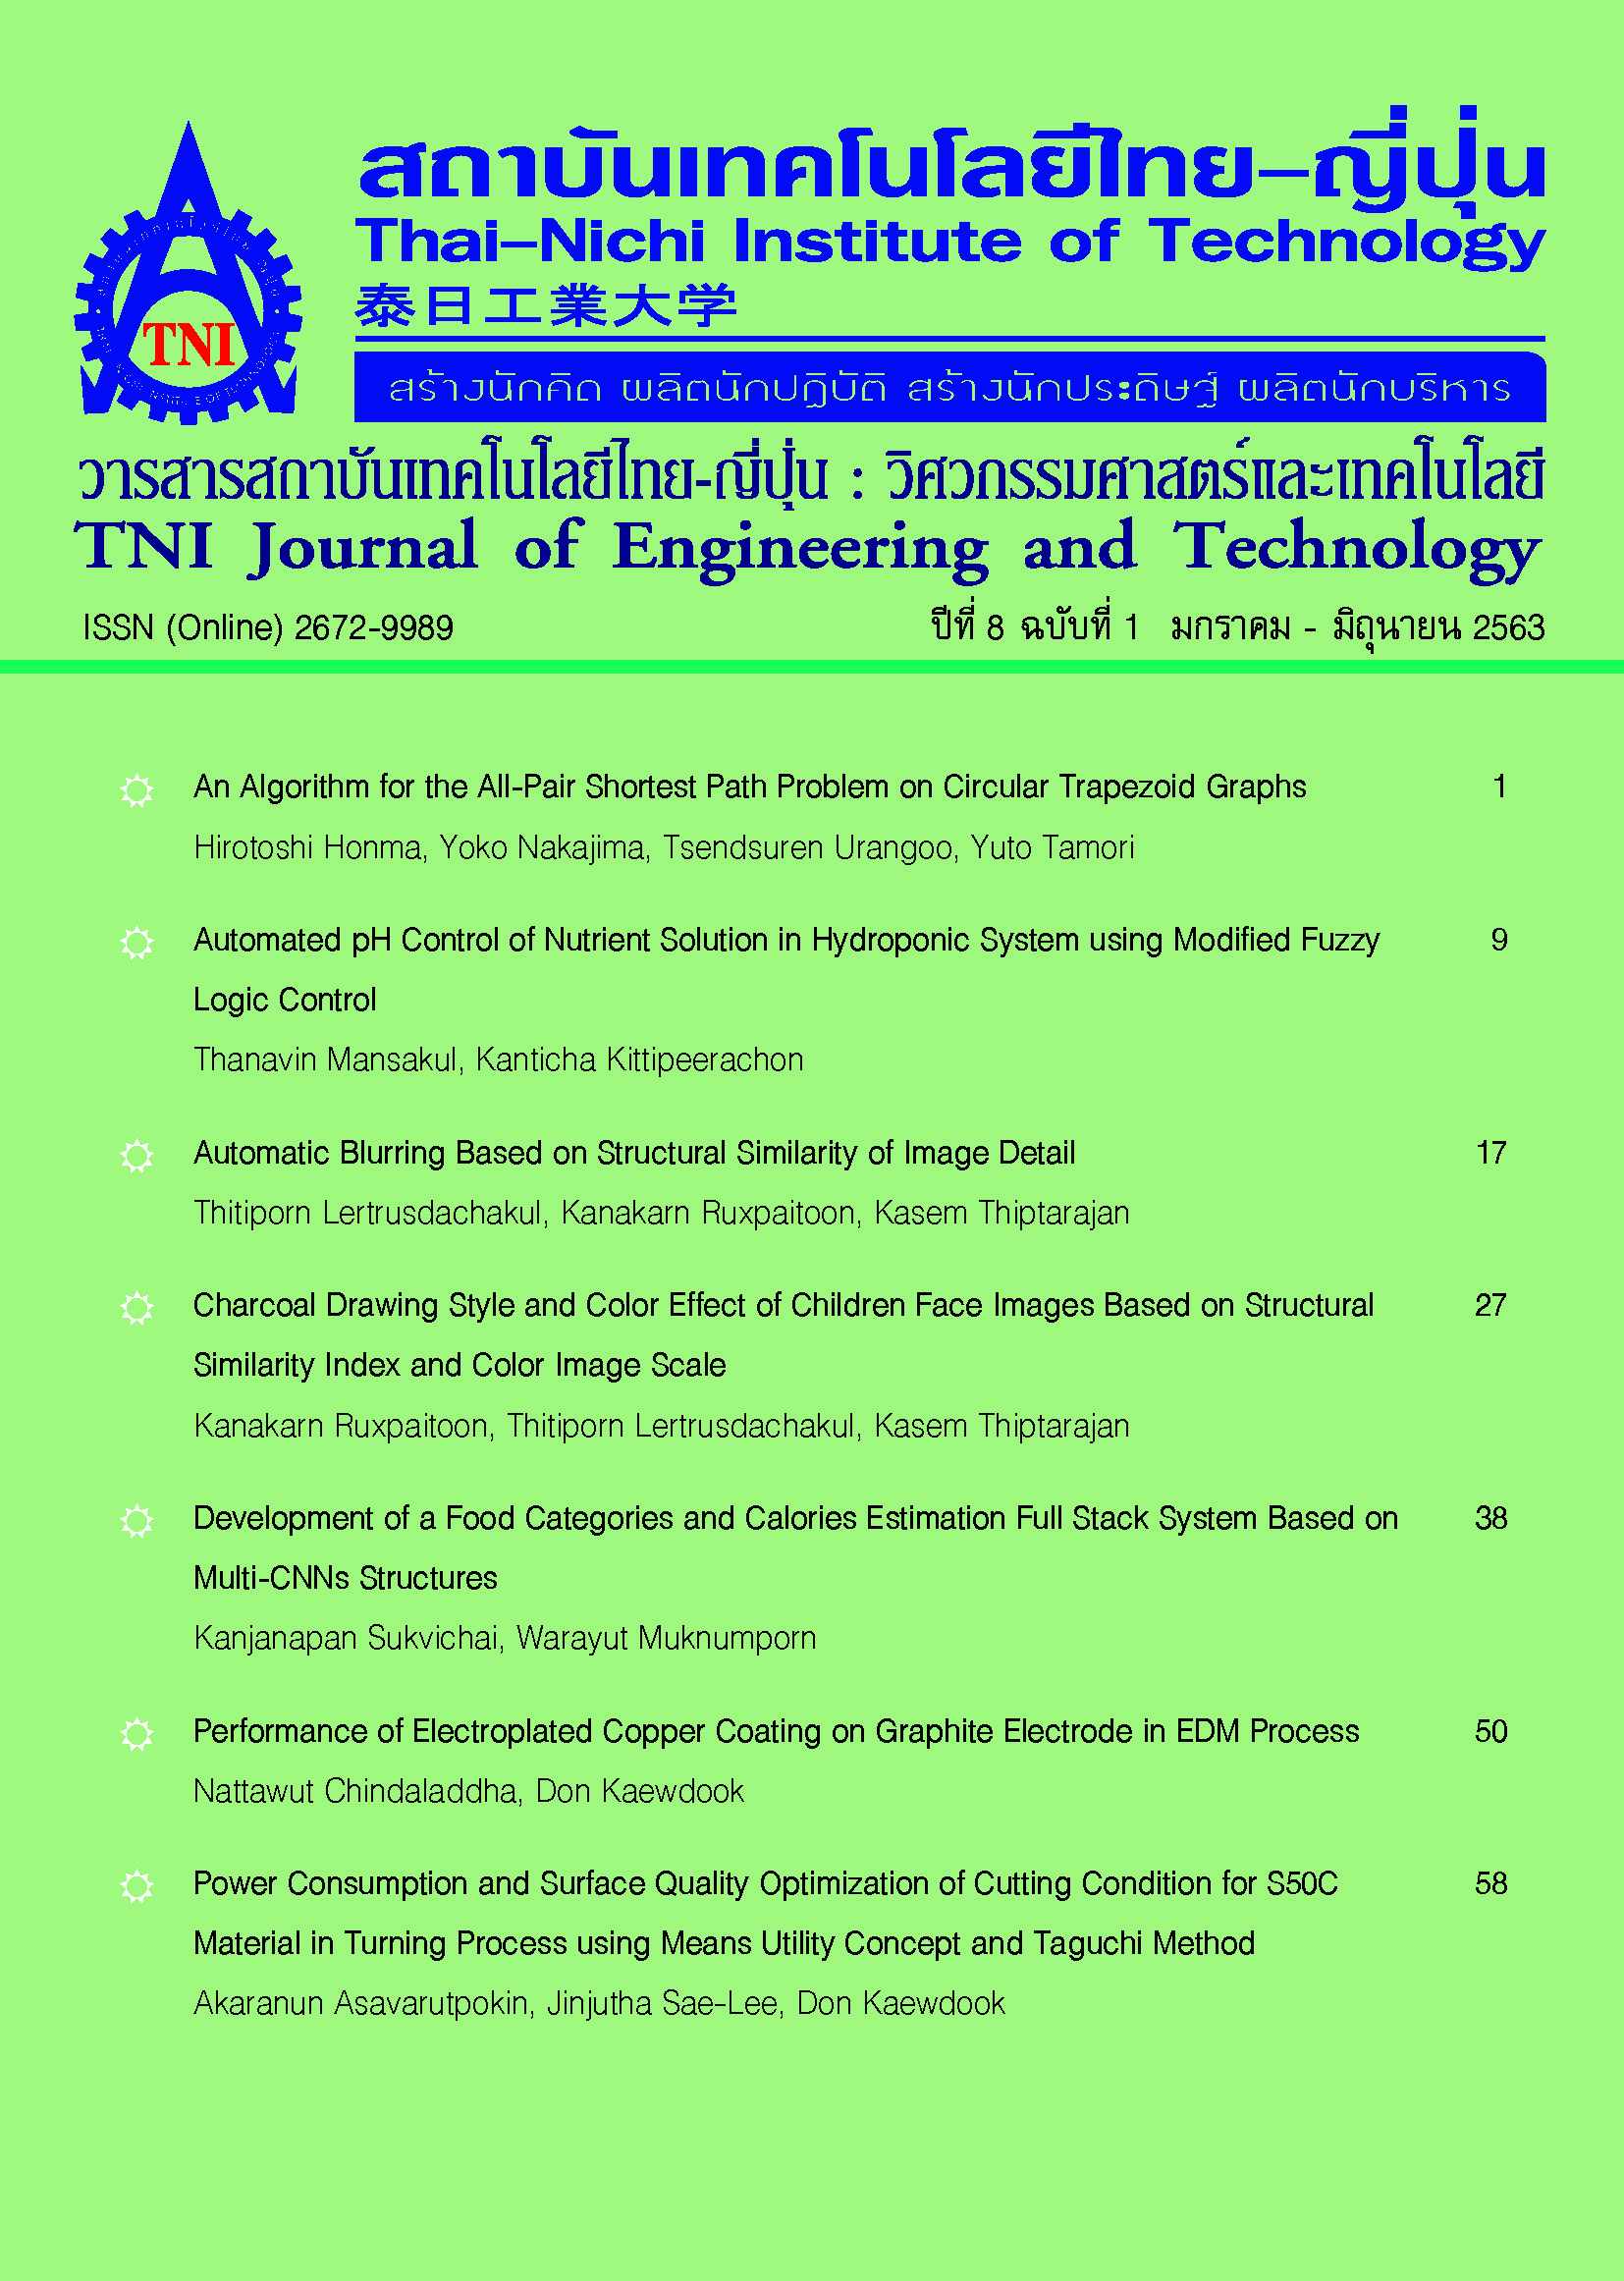 สถาบันเทคโนโลยีไทย–ญี่ปุ่น
Thai–Nichi Institute of Technology
泰日工業大学
TNI
สร้างนักคิด ผลิตนักปฏิบัติ สร้างนักประดิษฐ์ ผลิตนักบริหาร
วารสารสถาบันเทคโนโลยีไทย-ญี่ปุ่น : วิศวกรรมศาสตร์และเทคโนโลยี
TNI Journal of Engineering and Technology
ISSN (Online) 2672-9989 ปีที่ 8 ฉบับที่ 1 มกราคม - มิถุนายน 2563
An Algorithm for the All-Pair Shortest Path Problem on Circular Trapezoid Graphs 1
Hirotoshi Honma, Yoko Nakajima, Tsendsuren Urangoo, Yuto Tamori
Automated pH Control of Nutrient Solution in Hydroponic System using Modified Fuzzy 9
Logic Control
Thanavin Mansakul, Kanticha Kittipeerachon
Automatic Blurring Based on Structural Similarity of Image Detail 17
Thitiporn Lertrusdachakul, Kanakarn Ruxpaitoon, Kasem Thiptarajan
Charcoal Drawing Style and Color Effect of Children Face Images Based on Structural 27
Similarity Index and Color Image Scale
Kanakarn Ruxpaitoon, Thitiporn Lertrusdachakul, Kasem Thiptarajan
Development of a Food Categories and Calories Estimation Full Stack System Based on 38
Multi-CNNs Structures
Kanjanapan Sukvichai, Warayut Muknumporn
Performance of Electroplated Copper Coating on Graphite Electrode in EDM Process 50
Nattawut Chindaladdha, Don Kaewdook
Power Consumption and Surface Quality Optimization of Cutting Condition for S50C 58
Material in Turning Process using Means Utility Concept and Taguchi Method
Akaranun Asavarutpokin, Jinjutha Sae-Lee, Don Kaewdook